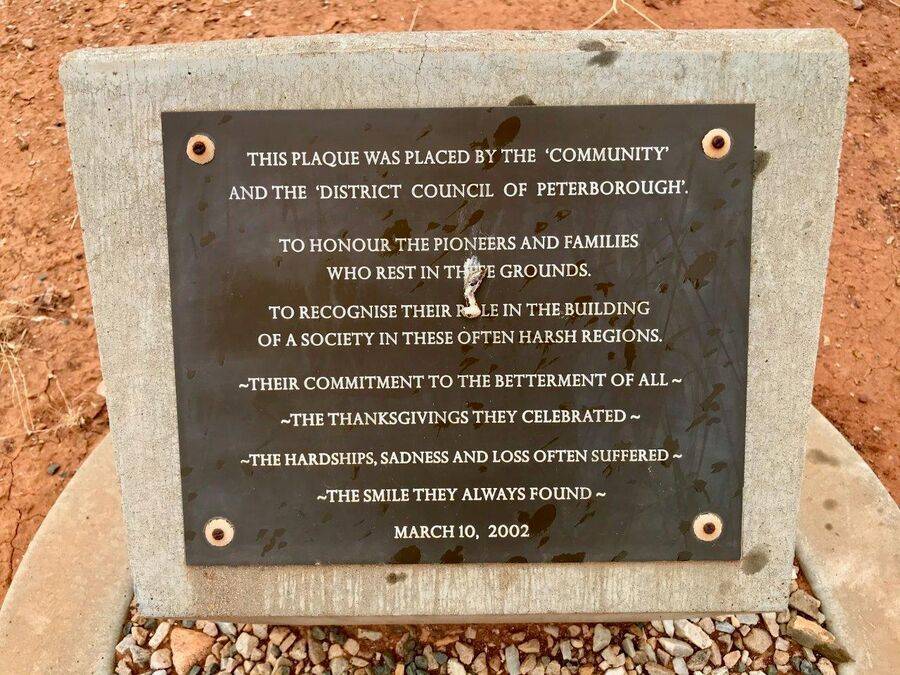 THIS PLAQUE WAS PLACED BY THE 'COMMUNITY'
AND THE 'DISTRICT COUNCIL OF PETERBOROUGH'.
TO HONOUR THE PIONEERS AND FAMILIES
WHO REST IN GROUNDS.
TO RECOGNISE THEIR ROLE IN THE BUILDING
OF A SOCIETY IN THESE OFTEN HARSH REGIONS.
~THEIR COMMITMENT TO THE BETTERMENT OF ALL~
~THE THANKSGIVINGS THEY CELEBRATED~
~THE HARDSHIPS, SADNESS AND LOSS OFTEN SUFFERED~
~THE SMILE THEY ALWAYS FOUND~
MARCH 10, 2002